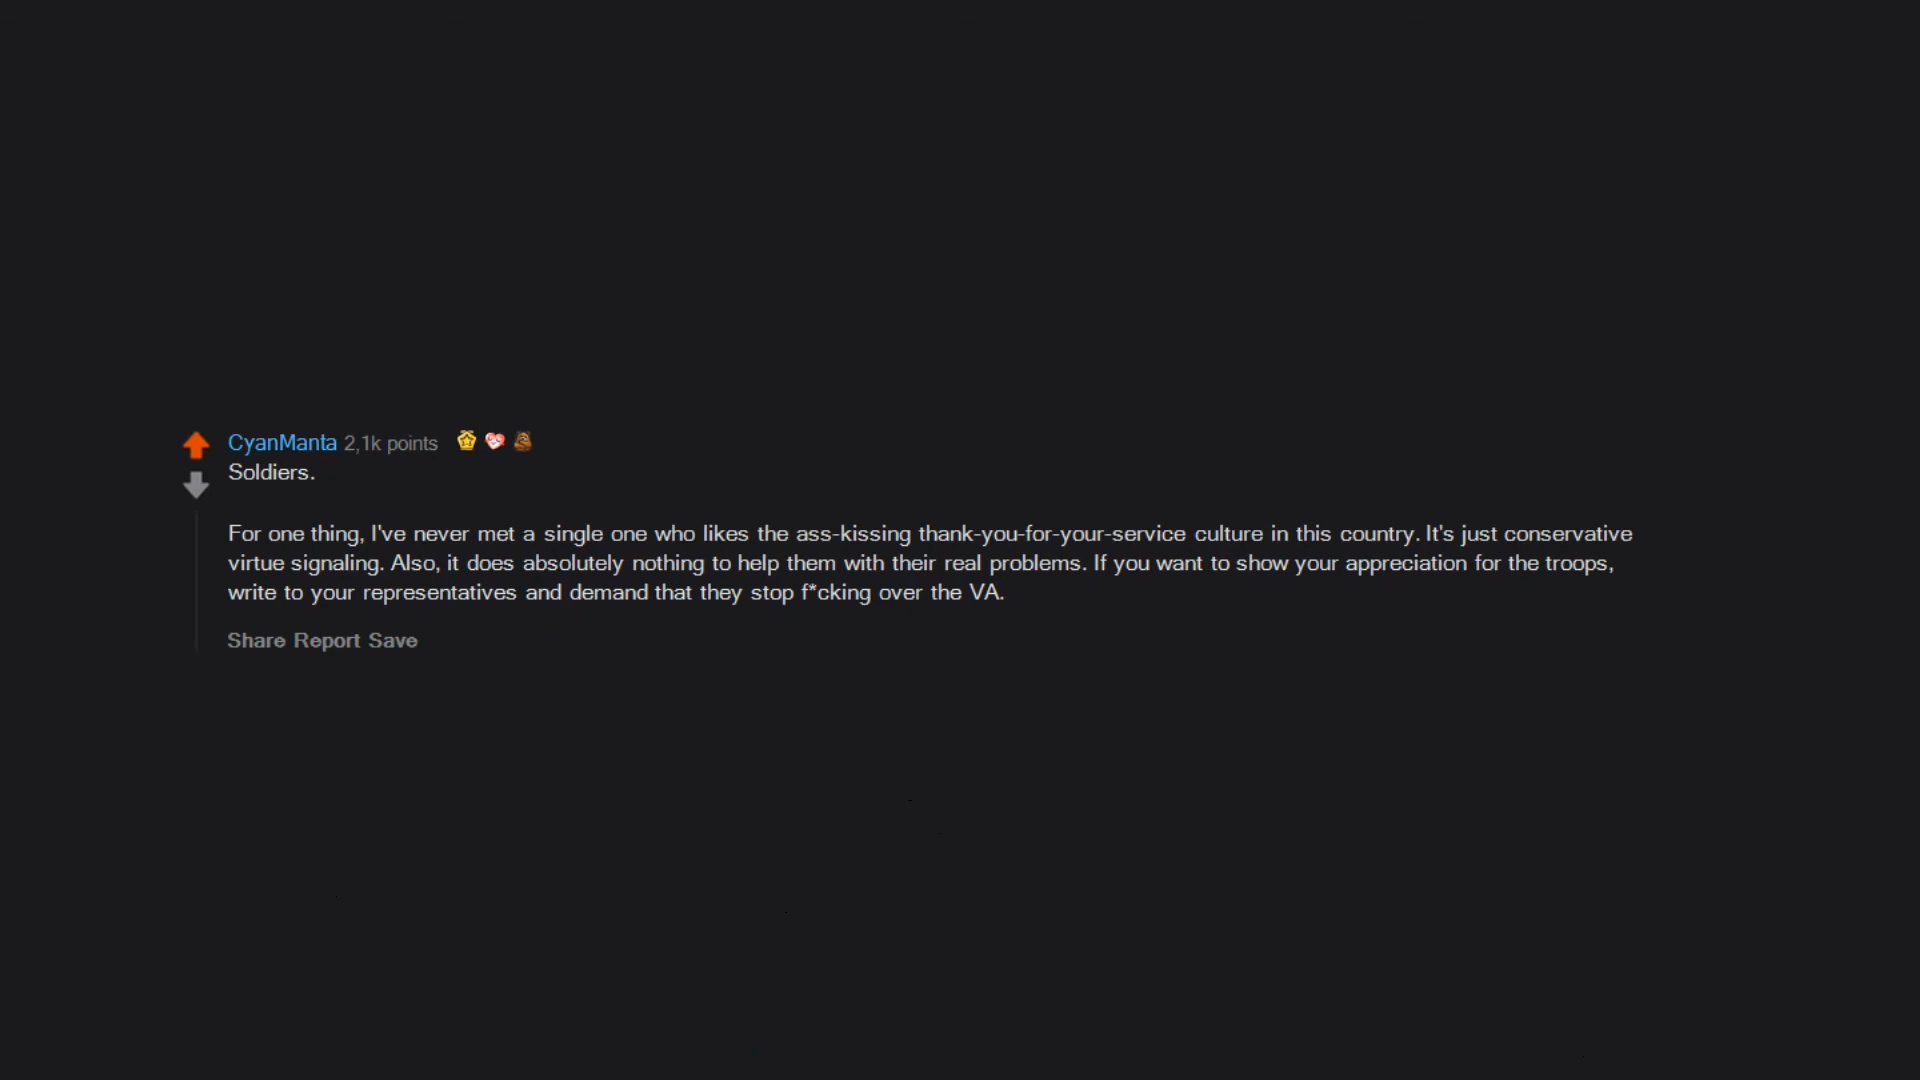 CyanManta 2,1k points
Soldiers.
For one thing, I've never met a single one who likes the ass-kissing thank-you-for-your-service culture in this country. It's just conservative
virtue signaling. Also, it does absolutely nothing to help them with their real problems. If you want to show your appreciation for the troops,
write to your representatives and demand that they stop f*cking over the VA.
Share Report Save